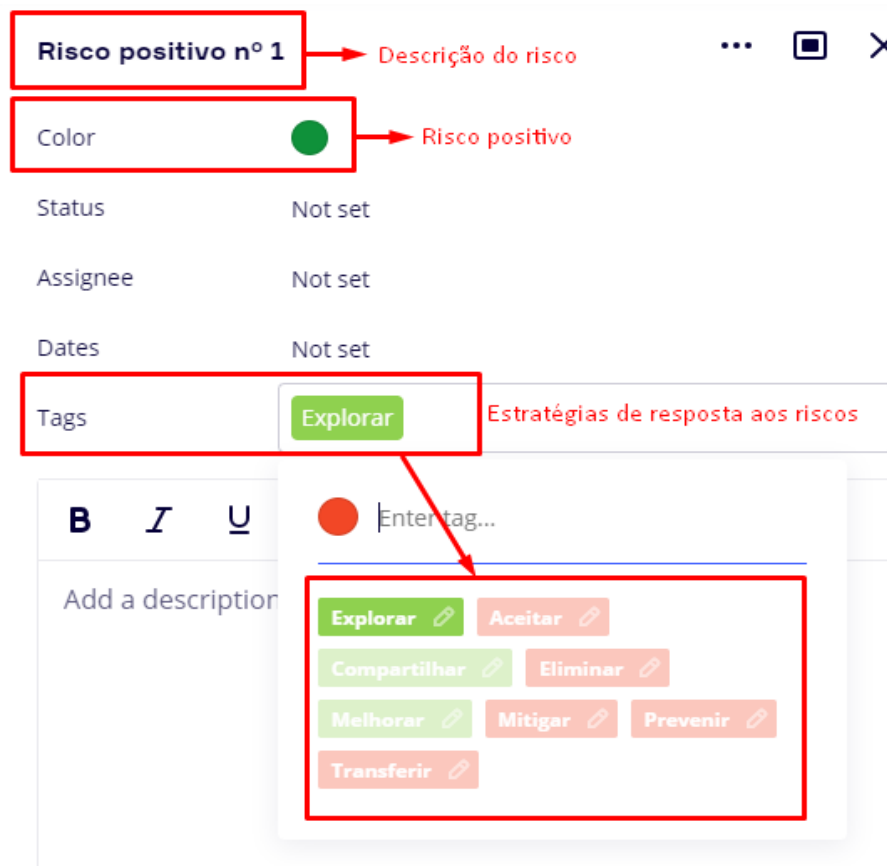 Risco positivo nº 1
Descrição do risco
Color
Risco positivo
Status
Not set
Assignee
Not set
Dates
Not set
Tags
Explorar
Estratégias de resposta aos riscos
B I U
Enter tag...
Add a description
Explorar
Aceitar
Compartilhar
Eliminar
Melhorar
Mitigar
Prevenir
Transferir